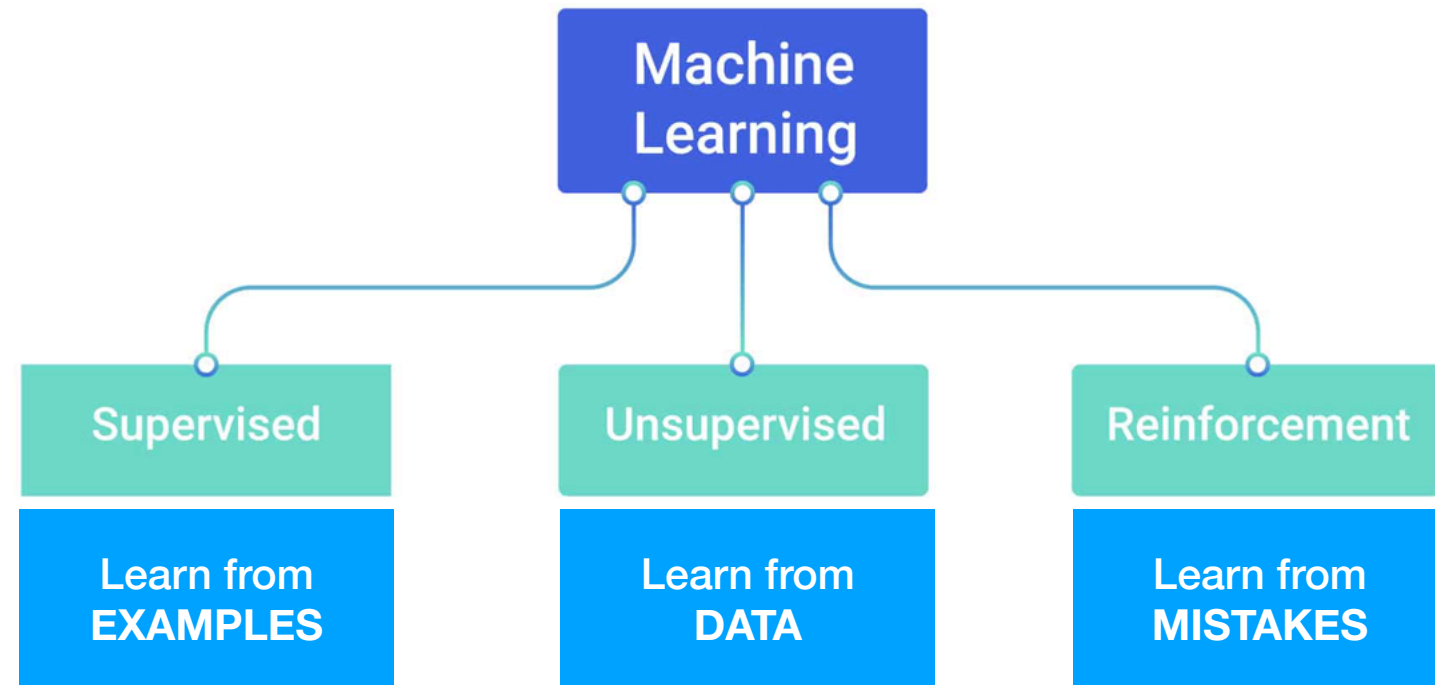 Machine
Learning
Supervised
Unsupervised
Reinforcement
Learn from
EXAMPLES
Learn from
DATA
Learn from
MISTAKES